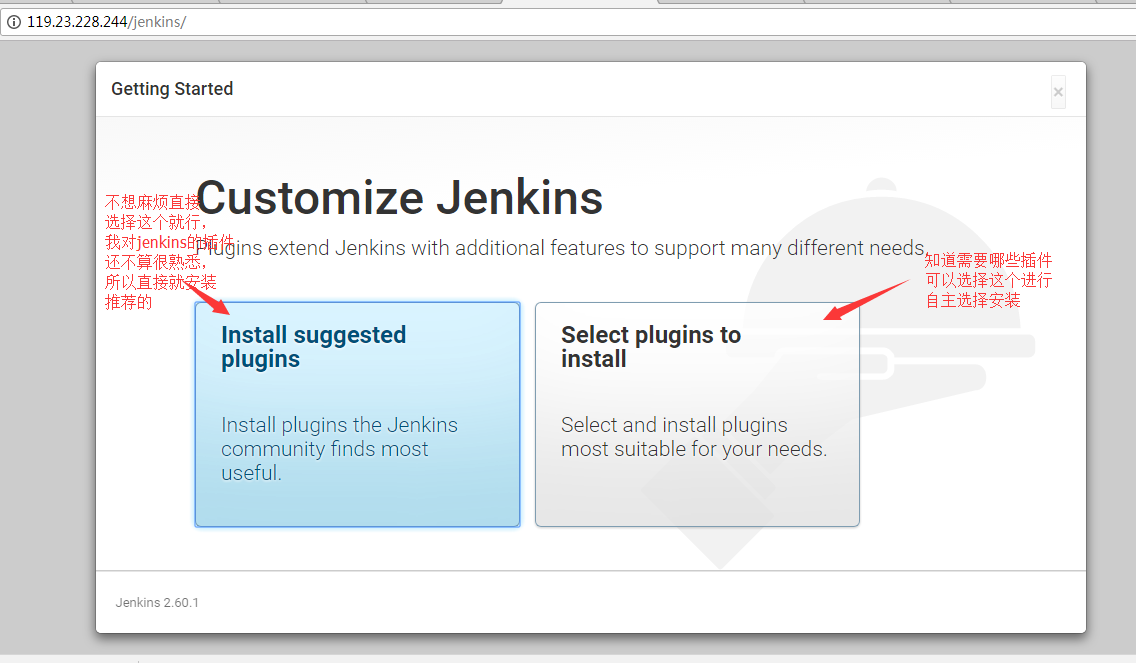 119.23.228.244/jenkins/
Getting Started
×
Customize Jenkins
Plugins extend Jenkins with additional features to support many different needs.
不想麻烦直接
选择这个就行，
我对jenkins的插件
还不算很熟悉，
所以直接就安装
推荐的
知道需要哪些插件
可以选择这个进行
自主选择安装
Install suggested
plugins
Install plugins the Jenkins
community finds most
useful.
Select plugins to
install
Select and install plugins
most suitable for your needs.
Jenkins 2.60.1